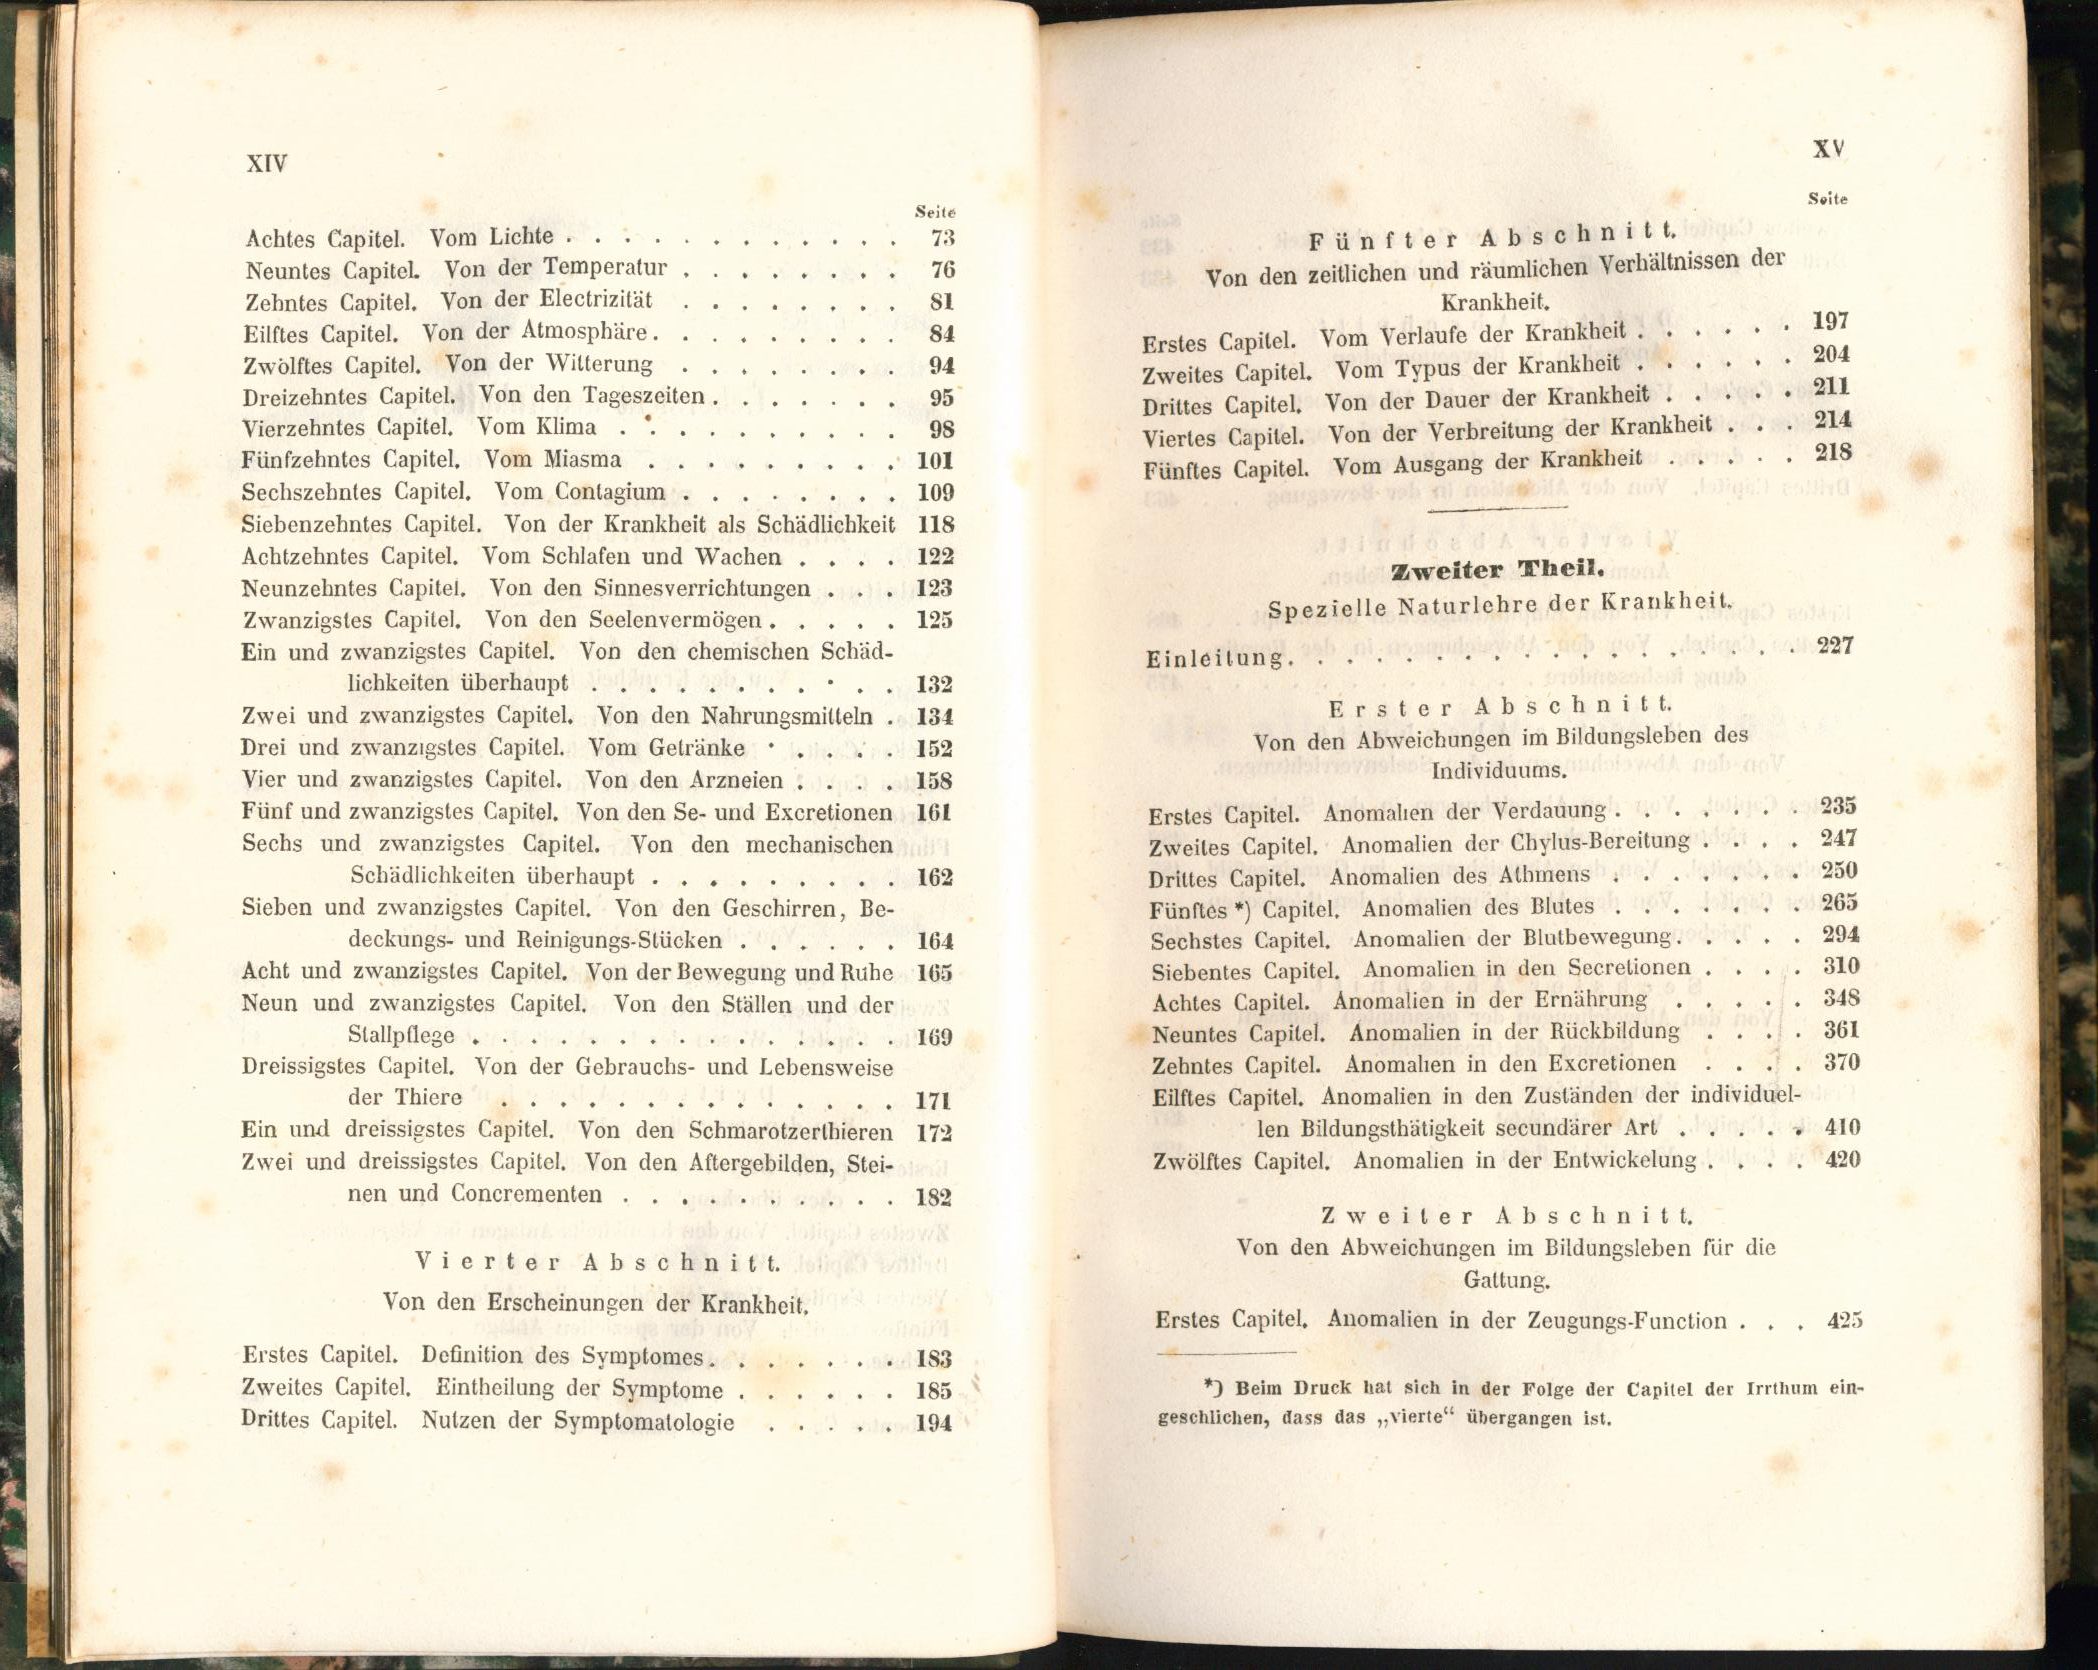 XIV
Seite
Achtes Capitel. Vom Lichte . . . . . . . . . . . . 73
Neuntes Capitel. Von der Temperatur . . . . . . . . 76
Zehntes Capitel. Von der Electrizität . . . . . . . . 81
Eilftes Capitel. Von der Atmosphäre . . . . . . . . . 84
Zwölftes Capitel. Von der Witterung . . . . . . . . 94
Dreizehntes Capitel. Von den Tageszeiten . . . . . . . 95
Vierzehntes Capitel. Vom Klima . . . . . . . . . . 98
Fünfzehntes Capitel. Vom Miasma . . . . . . . . . 101
Sechszehntes Capitel. Vom Contagium . . . . . . . . 109
Siebenzehntes Capitel. Von der Krankheit als Schädlichkeit 118
Achtzehntes Capitel. Vom Schlafen und Wachen . . . . 122
Neunzehntes Capitel. Von den Sinnesverrichtungen . . . 123
Zwanzigstes Capitel. Von den Seelenvermögen . . . . . 125
Ein und zwanzigstes Capitel. Von den chemischen Schäd-
lichkeiten überhaupt . . . . . . . . . . . 132
Zwei und zwanzigstes Capitel. Von den Nahrungsmitteln . 134
Drei und zwanzigstes Capitel. Vom Getränke . . . . . 152
Vier und zwanzigstes Capitel. Von den Arzneien . . . . 158
Fünf und zwanzigstes Capitel. Von den Se- und Excretionen 161
Sechs und zwanzigstes Capitel. Von den mechanischen
Schädlichkeiten überhaupt . . . . . . . . . 162
Sieben und zwanzigstes Capitel. Von den Geschirren, Be-
deckungs- und Reinigungs-Stücken . . . . . . 164
Acht und zwanzigstes Capitel. Von der Bewegung und Ruhe 165
Neun und zwanzigstes Capitel. Von den Ställen und der
Stallpflege . . . . . . . . . . . . . . . 169
Dreissigstes Capitel. Von der Gebrauchs- und Lebensweise
der Thiere . . . . . . . . . . . . . . 171
Ein und dreissigstes Capitel. Von den Schmarotzerthieren 172
Zwei und dreissigstes Capitel. Von den Aftergebilden, Stei-
nen und Concrementen . . . . . . . . . . 182
Vierter Abschnitt.
Von den Erscheinungen der Krankheit.
Erstes Capitel. Definition des Symptomes . . . . . . . 183
Zweites Capitel. Eintheilung der Symptome . . . . . . 185
Drittes Capitel. Nutzen der Symptomatologie . . . . . 194
XV
Seite
Fünfter Abschnitt.
Von den zeitlichen und räumlichen Verhältnissen der
Krankheit.
Erstes Capitel. Vom Verlaufe der Krankheit . . . . . . 197
Zweites Capitel. Vom Typus der Krankheit . . . . . . 204
Drittes Capitel. Von der Dauer der Krankheit . . . . . 211
Viertes Capitel. Von der Verbreitung der Krankheit . . . 214
Fünftes Capitel. Vom Ausgang der Krankheit . . . . . 218
Zweiter Theil.
Spezielle Naturlehre der Krankheit.
Einleitung . . . . . . . . . . . . . . . . . . 227
Erster Abschnitt.
Von den Abweichungen im Bildungsleben des
Individuums.
Erstes Capitel. Anomalien der Verdauung . . . . . . . 235
Zweites Capitel. Anomalien der Chylus-Bereitung . . . . 247
Drittes Capitel. Anomalien des Athmens . . . . . . . 250
Fünftes *) Capitel. Anomalien des Blutes . . . . . . . 265
Sechstes Capitel. Anomalien der Blutbewegung . . . . . 294
Siebentes Capitel. Anomalien in den Secretionen . . . . 310
Achtes Capitel. Anomalien in der Ernährung . . . . . 348
Neuntes Capitel. Anomalien in der Rückbildung . . . . 361
Zehntes Capitel. Anomalien in den Excretionen . . . . 370
Eilftes Capitel. Anomalien in den Zuständen der individuel-
len Bildungsthätigkeit secundärer Art . . . . . 410
Zwölftes Capitel. Anomalien in der Entwickelung . . . . 420
Zweiter Abschnitt.
Von den Abweichungen im Bildungsleben für die
Gattung.
Erstes Capitel. Anomalien in der Zeugungs-Function . . . 425
*) Beim Druck hat sich in der Folge der Capitel der Irrthum ein-
geschlichen, dass das „vierte“ übergangen ist.